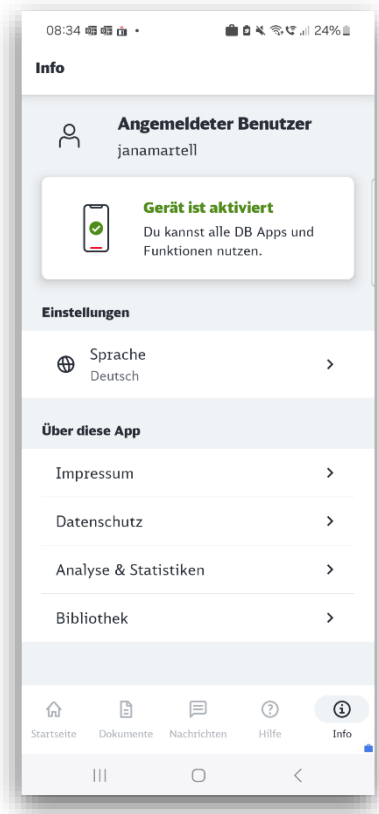 08:34 24%
Info
Angemeldeter Benutzer
janamartell
Gerät ist aktiviert
Du kannst alle DB Apps und
Funktionen nutzen.
Einstellungen
Sprache
Deutsch
Über diese App
Impressum
Datenschutz
Analyse & Statistiken
Bibliothek
Startseite Dokumente Nachrichten Hilfe Info